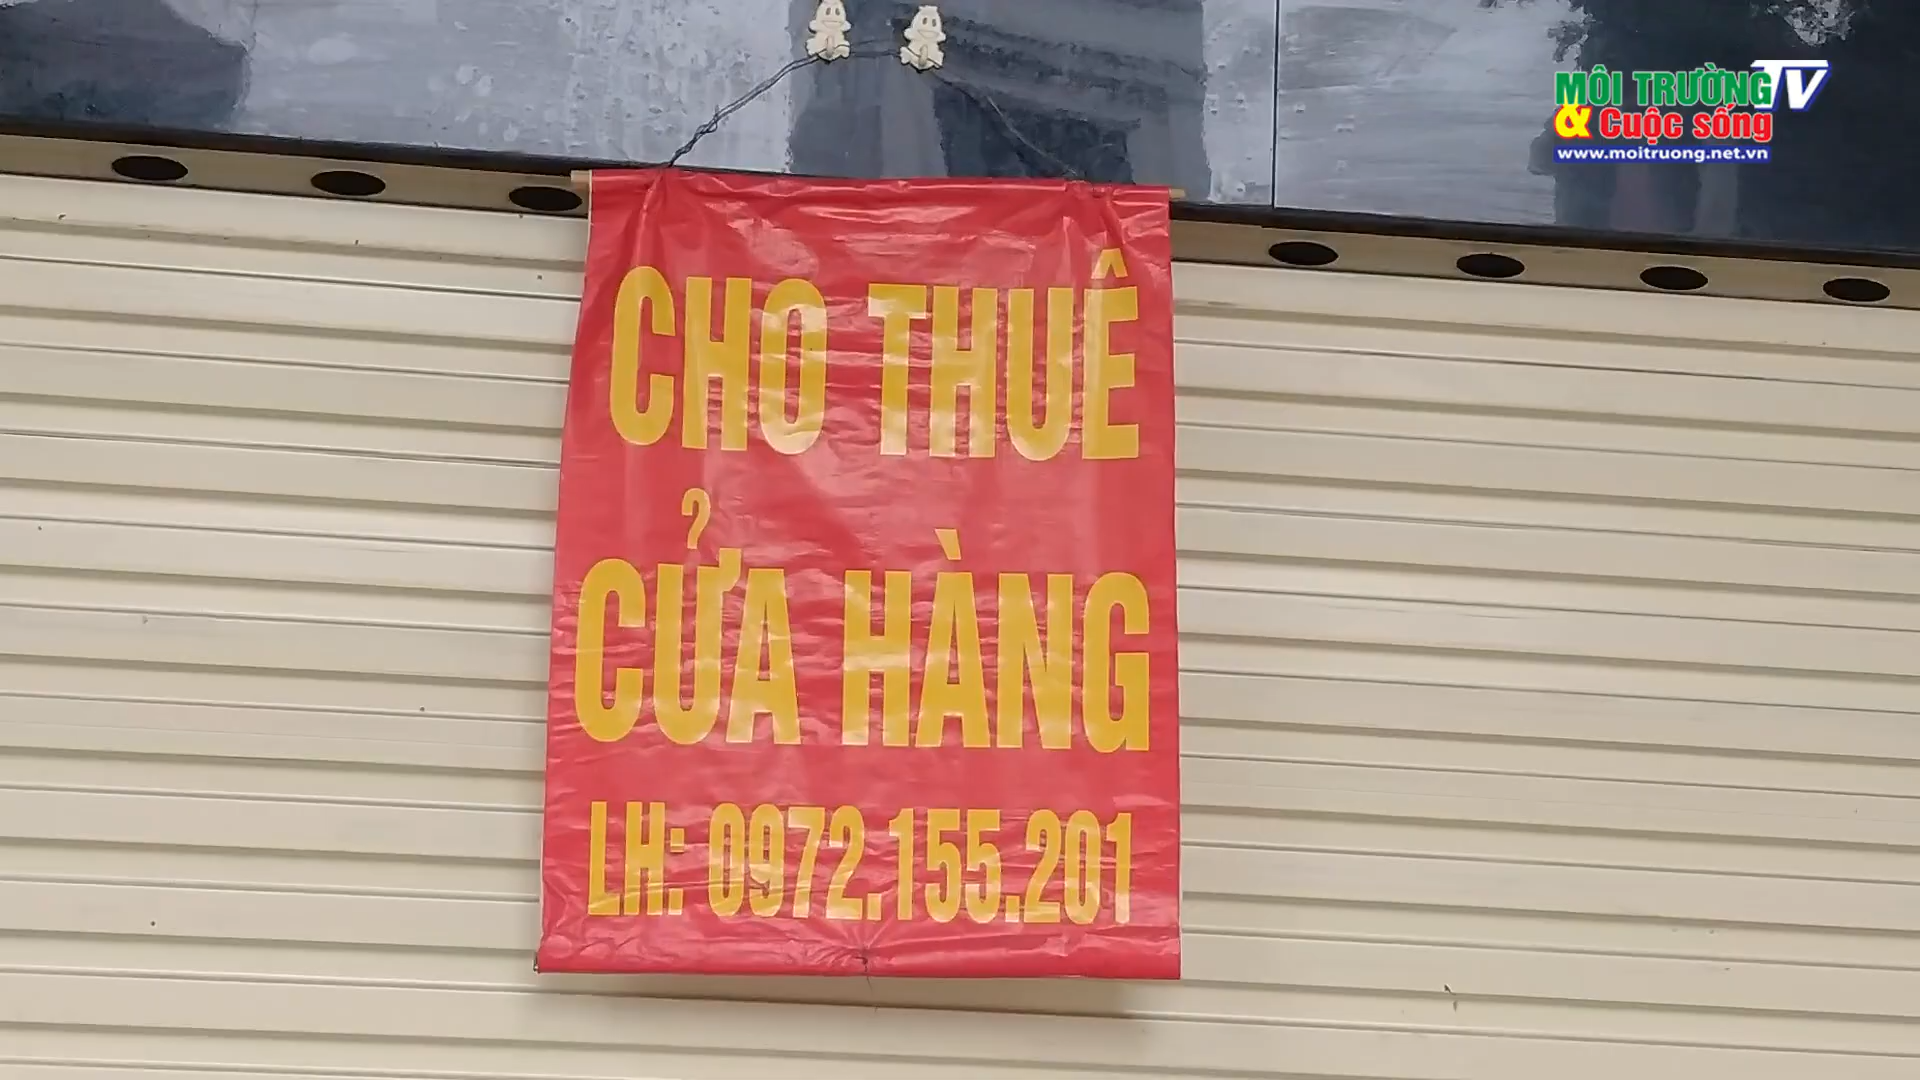 MÔI TRƯỜNG TV
& Cuộc sống
www.moitruong.net.vn
CHO THUÊ
CỬA HÀNG
LH: 0972.155.201